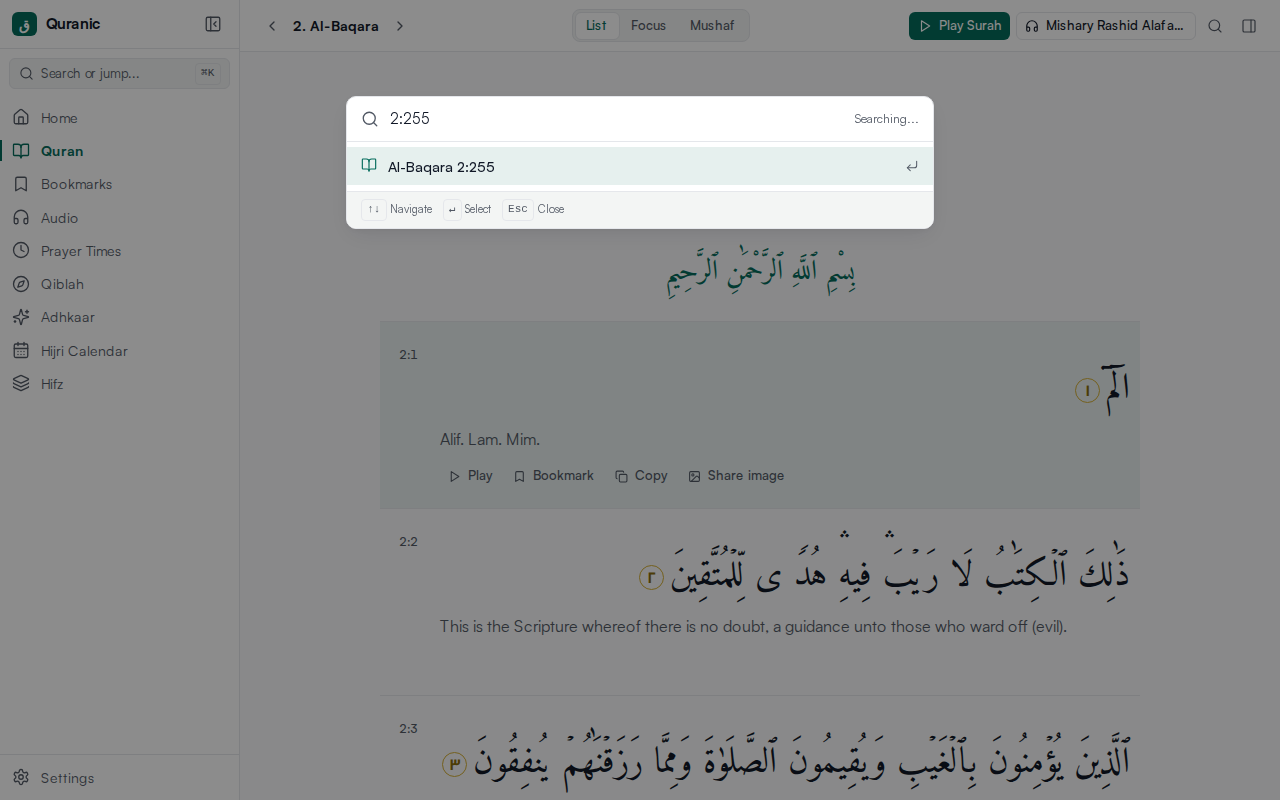 ق Quranic
Search or jump... ⌘K
Home
Quran
Bookmarks
Audio
Prayer Times
Qiblah
Adhkaar
Hijri Calendar
Hifz
Settings
2. Al-Baqara
List Focus Mushaf
Play Surah
Mishary Rashid Alafa...
2:255 Searching...
Al-Baqara 2:255
↑↓ Navigate ↵ Select Esc Close
بِسْمِ ٱللَّهِ ٱلرَّحْمَٰنِ ٱلرَّحِيمِ
2:1
الٓمٓ ١
Alif. Lam. Mim.
Play Bookmark Copy Share image
2:2
ذَٰلِكَ ٱلْكِتَٰبُ لَا رَيْبَ ۛ فِيهِ ۛ هُدًى لِّلْمُتَّقِينَ ٢
This is the Scripture whereof there is no doubt, a guidance unto those who ward off (evil).
2:3
ٱلَّذِينَ يُؤْمِنُونَ بِٱلْغَيْبِ وَيُقِيمُونَ ٱلصَّلَوٰةَ وَمِمَّا رَزَقْنَٰهُمْ يُنفِقُونَ ٣